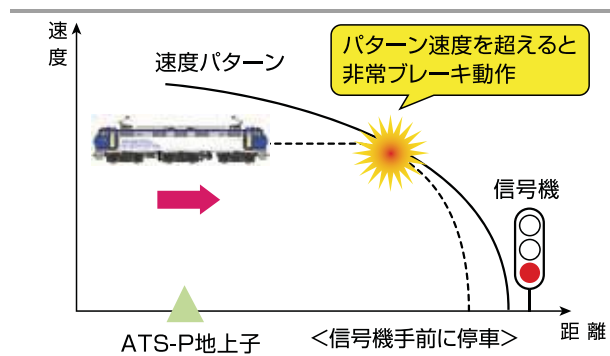 速度
パターン速度を超えると
非常ブレーキ動作
速度パターン
信号機
距離
ATS-P地上子
<信号機手前に停車>